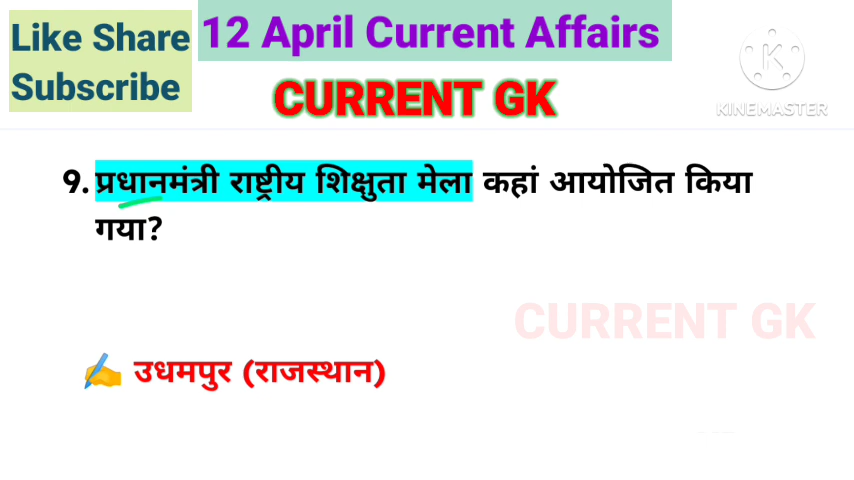 Like Share
Subscribe
12 April Current Affairs
CURRENT GK
KINEMASTER
9. प्रधानमंत्री राष्ट्रीय शिक्षुता मेला कहां आयोजित किया
गया?
CURRENT GK
उधमपुर (राजस्थान)